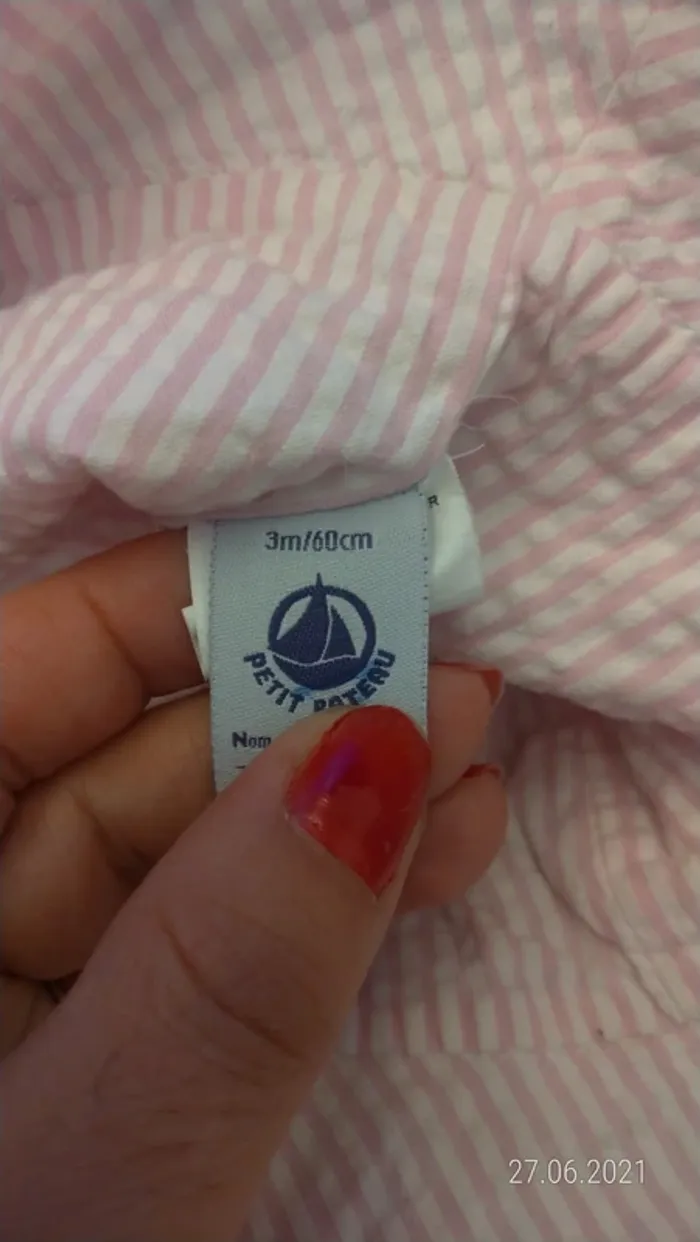 R
3m/60cm
PETIT BATEAU
Nom
27.06.2021